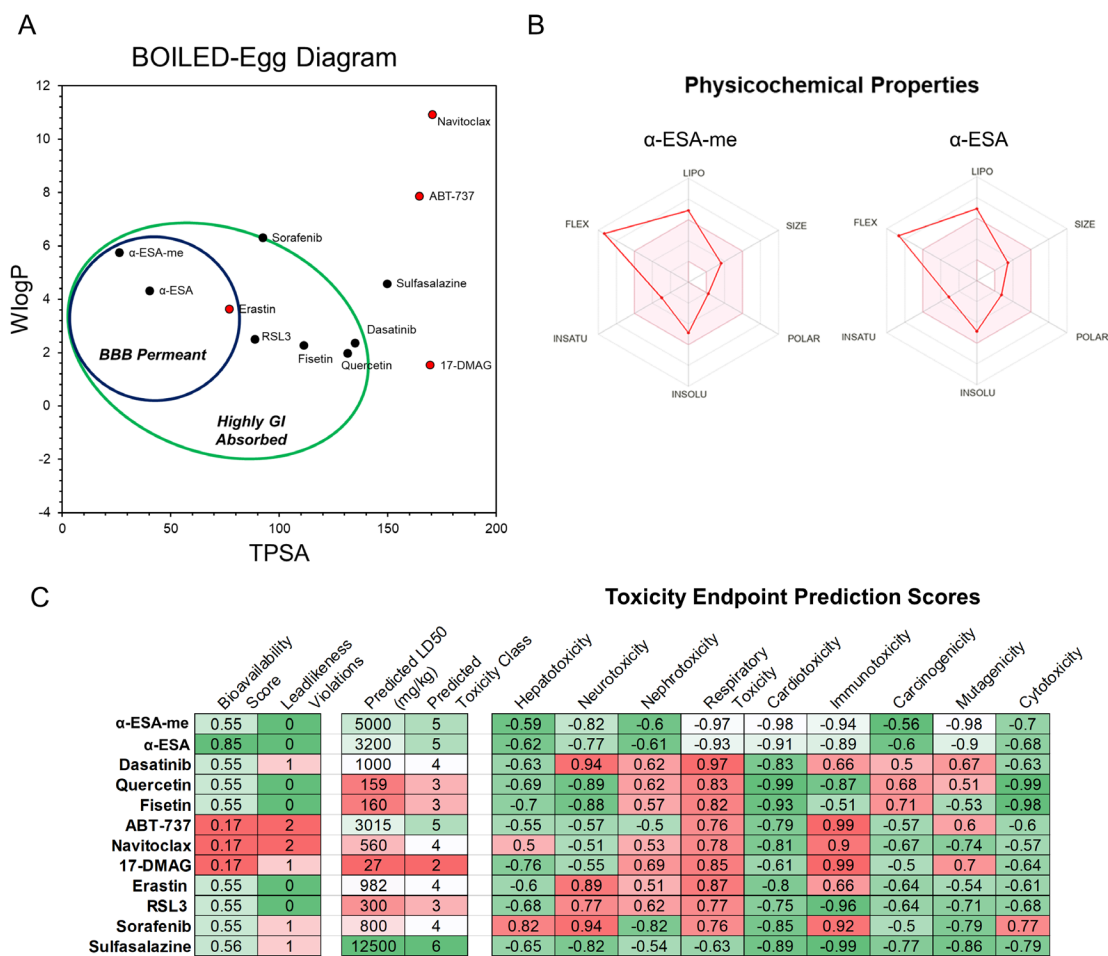 A
BOILED-Egg Diagram
12
10
8
6
4
2
0
-2
-4
WlogP
0
50
100
150
200
TPSA
Navitoclax
ABT-737
Sorafenib
α-ESA-me
α-ESA
Sulfasalazine
Erastin
RSL3
Fisetin
Dasatinib
Quercetin
17-DMAG
BBB Permeant
Highly GI
Absorbed
B
Physicochemical Properties
α-ESA-me
LIPO
FLEX
SIZE
INSATU
POLAR
INSOLU
α-ESA
LIPO
FLEX
SIZE
INSATU
POLAR
INSOLU
C
Toxicity Endpoint Prediction Scores
Bioavailability
Score
Leadlikeness
Violations
Predicted LD50
(mg/kg)
Predicted
Toxicity Class
Hepatotoxicity
Neurotoxicity
Nephrotoxicity
Respiratory
Toxicity
Cardiotoxicity
Immunotoxicity
Carcinogenicity
Mutagenicity
Cytotoxicity
α-ESA-me 0.55 0 5000 5 -0.59 -0.82 -0.6 -0.97 -0.98 -0.94 -0.56 -0.98 -0.7
α-ESA 0.85 0 3200 5 -0.62 -0.77 -0.61 -0.93 -0.91 -0.89 -0.6 -0.9 -0.68
Dasatinib 0.55 1 1000 4 -0.63 0.94 0.62 0.97 -0.83 0.66 0.5 0.67 -0.63
Quercetin 0.55 0 159 3 -0.69 -0.89 0.62 0.83 -0.99 -0.87 0.68 0.51 -0.99
Fisetin 0.55 0 160 3 -0.7 -0.88 0.57 0.82 -0.93 -0.51 0.71 -0.53 -0.98
ABT-737 0.17 2 3015 5 -0.55 -0.57 -0.5 0.76 -0.79 0.99 -0.57 0.6 -0.6
Navitoclax 0.17 2 560 4 0.5 -0.51 0.53 0.78 -0.81 0.9 -0.67 -0.74 -0.57
17-DMAG 0.17 1 27 2 -0.76 -0.55 0.69 0.85 -0.61 0.99 -0.5 0.7 -0.64
Erastin 0.55 0 982 4 -0.6 0.89 0.51 0.87 -0.8 0.66 -0.64 -0.54 -0.61
RSL3 0.55 0 300 3 -0.68 0.77 0.62 0.77 -0.75 -0.96 -0.64 -0.71 -0.68
Sorafenib 0.55 1 800 4 0.82 0.94 -0.82 0.76 -0.85 0.92 -0.5 -0.79 0.77
Sulfasalazine 0.56 1 12500 6 -0.65 -0.82 -0.54 -0.63 -0.89 -0.99 -0.77 -0.86 -0.79